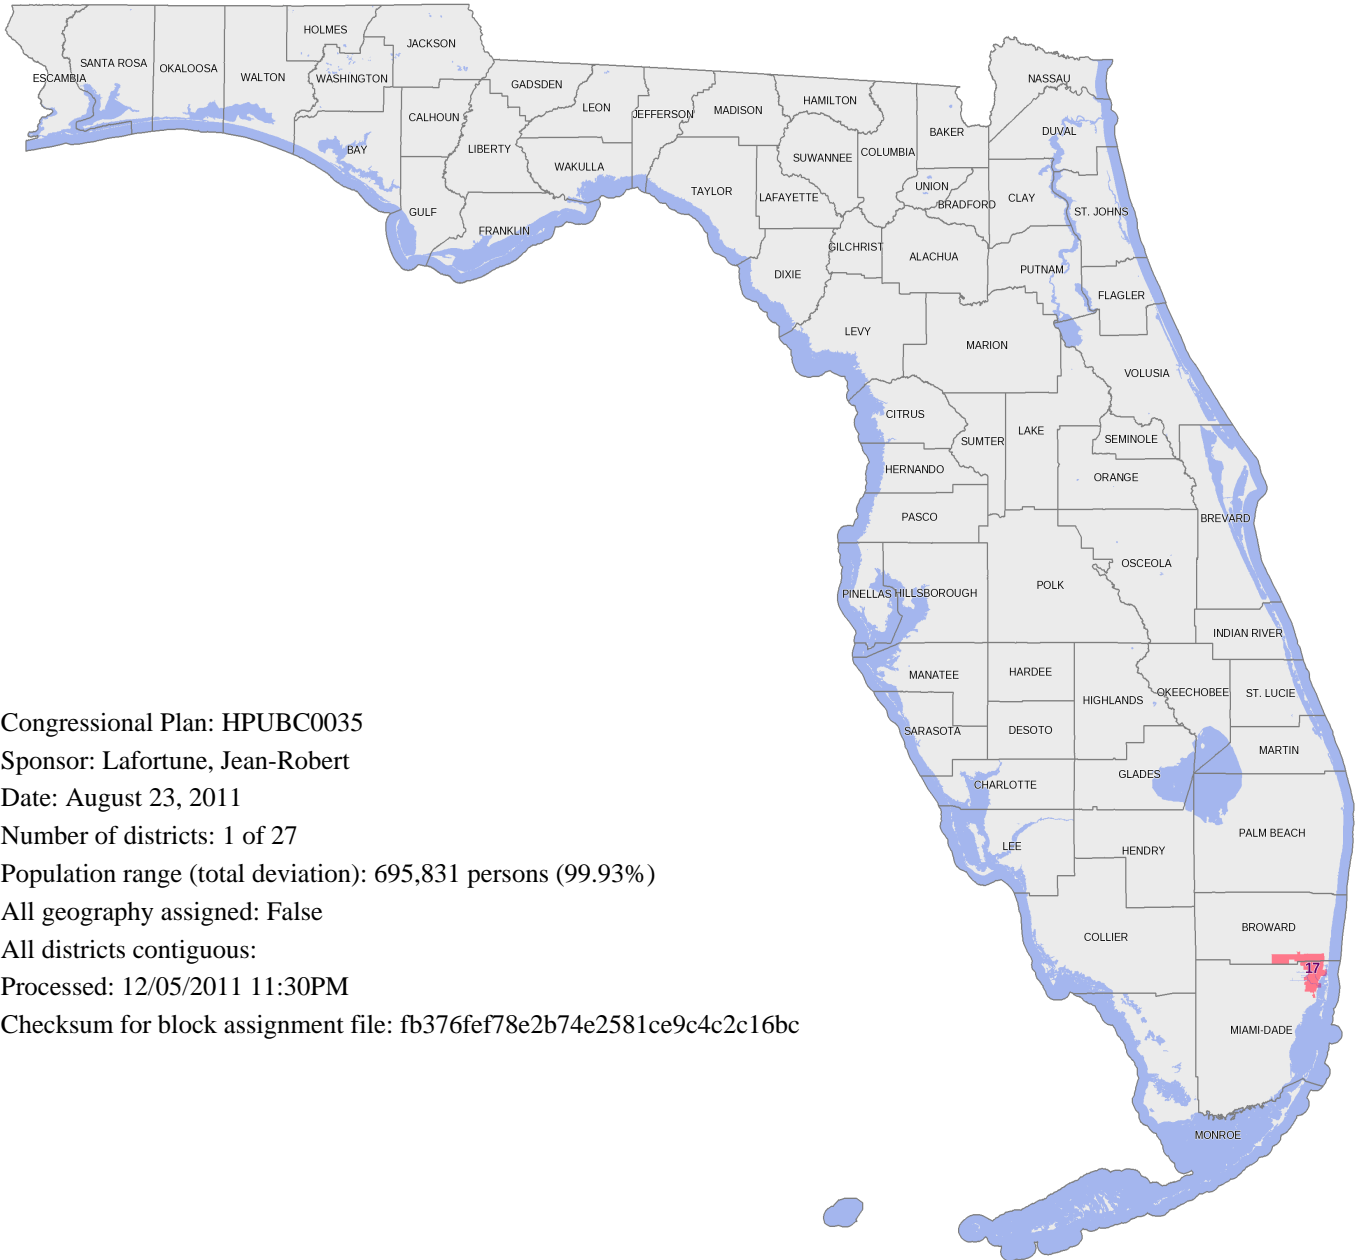 HOLMES
JACKSON
SANTA ROSA
OKALOOSA
ESCAMBIA
WALTON
WASHINGTON
NASSAU
GADSDEN
LEON
JEFFERSON
MADISON
HAMILTON
CALHOUN
BAKER
DUVAL
BAY
LIBERTY
SUWANNEE
COLUMBIA
WAKULLA
TAYLOR
LAFAYETTE
UNION
BRADFORD
CLAY
GULF
ST. JOHNS
FRANKLIN
GILCHRIST
ALACHUA
DIXIE
PUTNAM
FLAGLER
LEVY
MARION
VOLUSIA
CITRUS
SUMTER
LAKE
SEMINOLE
HERNANDO
ORANGE
PASCO
BREVARD
OSCEOLA
PINELLAS
HILLSBOROUGH
POLK
INDIAN RIVER
MANATEE
HARDEE
HIGHLANDS
OKEECHOBEE
ST. LUCIE
SARASOTA
DESOTO
MARTIN
CHARLOTTE
GLADES
PALM BEACH
LEE
HENDRY
BROWARD
COLLIER
17
MIAMI-DADE
MONROE
Congressional Plan: HPUBC0035
Sponsor: Lafortune, Jean-Robert
Date: August 23, 2011
Number of districts: 1 of 27
Population range (total deviation): 695,831 persons (99.93%)
All geography assigned: False
All districts contiguous:
Processed: 12/05/2011 11:30PM
Checksum for block assignment file: fb376fef78e2b74e2581ce9c4c2c16bc